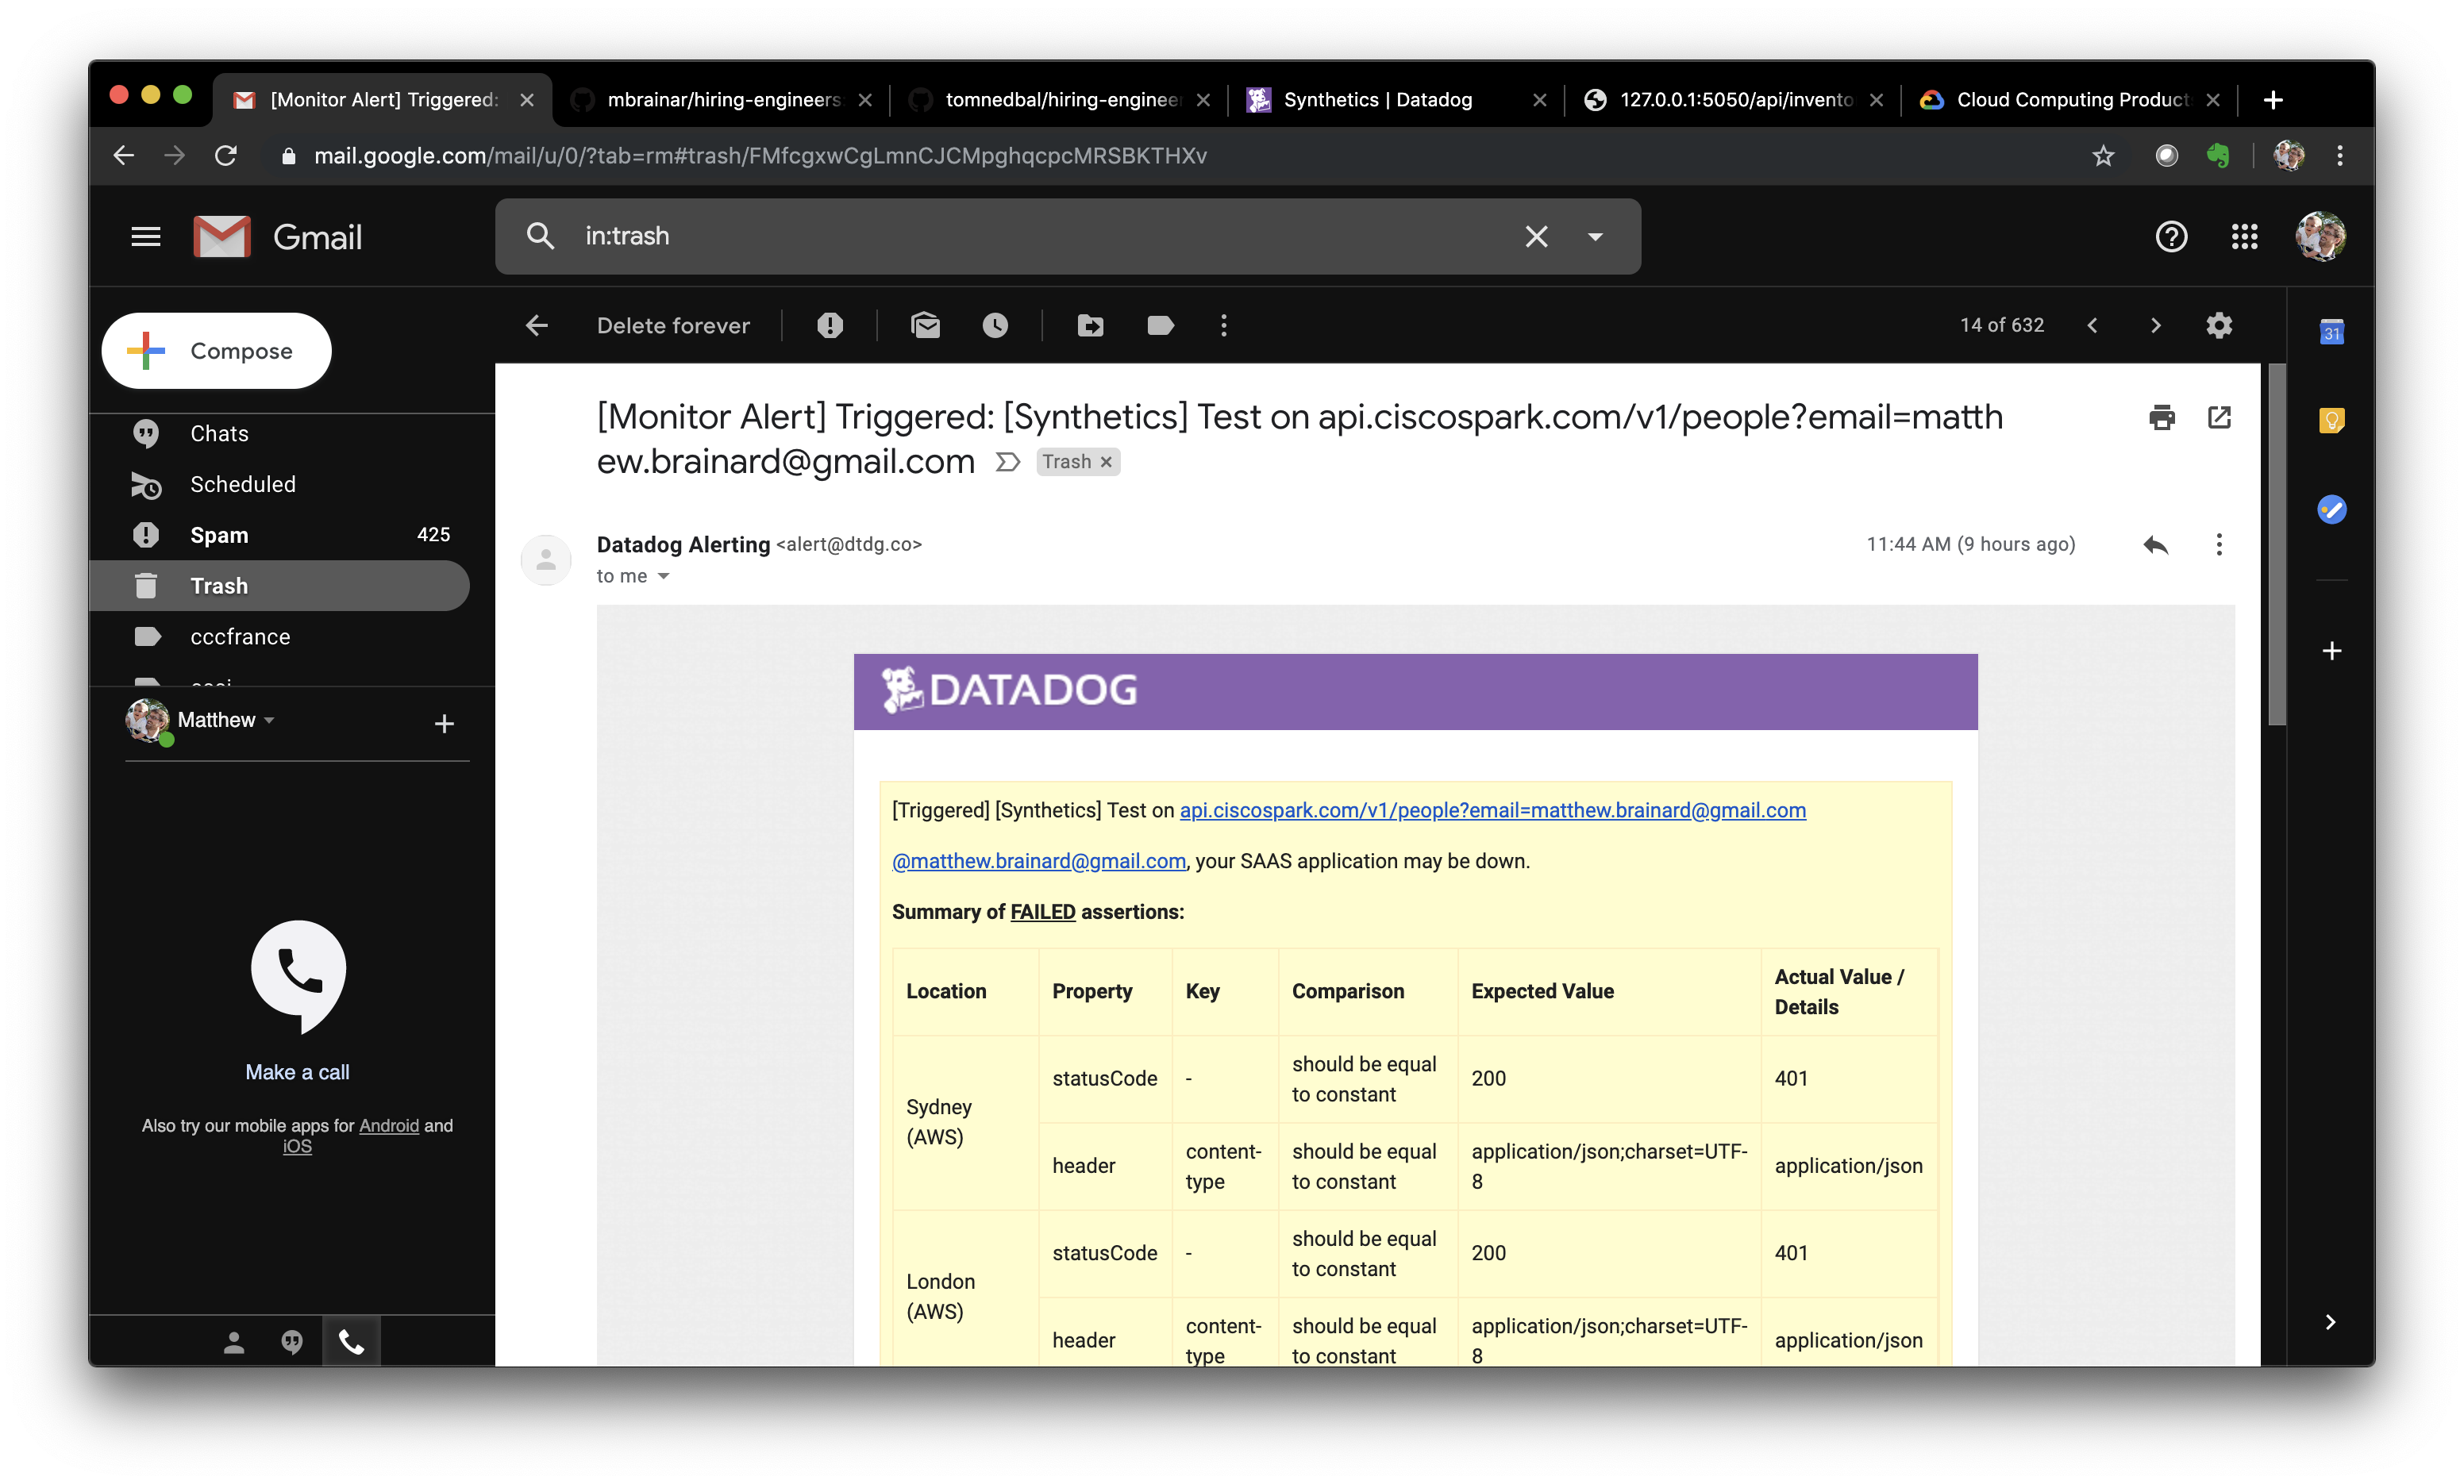 [Monitor Alert] Triggered:
mbrainar/hiring-engineers
tomnedbal/hiring-engineer
Synthetics | Datadog
127.0.0.1:5050/api/invento
Cloud Computing Product
mail.google.com/mail/u/0/?tab=rm#trash/FMfcgxwCgLmnCJCMpghqcpcMRSBKTHXv
Gmail
in:trash
Compose
Delete forever
14 of 632
31
Chats
Scheduled
Spam 425
Trash
cccfrance
Matthew
Make a call
Also try our mobile apps for Android and
iOS
[Monitor Alert] Triggered: [Synthetics] Test on api.ciscospark.com/v1/people?email=matth
ew.brainard@gmail.com Trash
Datadog Alerting <alert@dtdg.co>
11:44 AM (9 hours ago)
to me
DATADOG
[Triggered] [Synthetics] Test on api.ciscospark.com/v1/people?email=matthew.brainard@gmail.com
@matthew.brainard@gmail.com, your SAAS application may be down.
Summary of FAILED assertions:
Location Property Key Comparison Expected Value Actual Value /
Details
Sydney
(AWS)
statusCode - should be equal
to constant 200 401
header content-
type should be equal
to constant application/json;charset=UTF-
8 application/json
London
(AWS)
statusCode - should be equal
to constant 200 401
header content-
type should be equal
to constant application/json;charset=UTF-
8 application/json